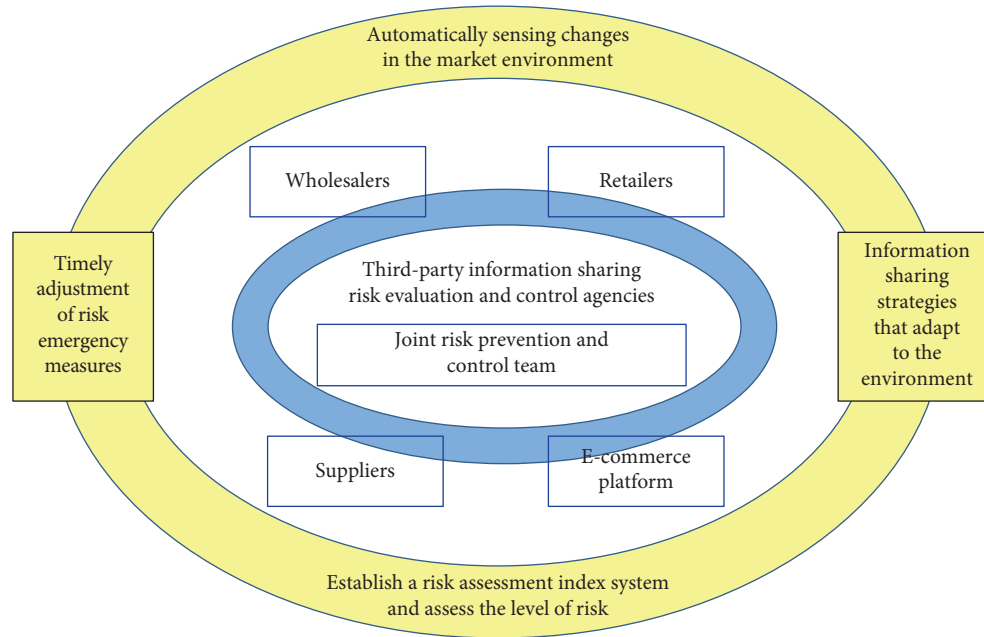 Automatically sensing changes
in the market environment
Wholesalers
Retailers
Timely
adjustment
of risk
emergency
measures
Third-party information sharing
risk evaluation and control agencies
Joint risk prevention and
control team
Information
sharing
strategies
that adapt
to the
environment
Suppliers
E-commerce
platform
Establish a risk assessment index system
and assess the level of risk